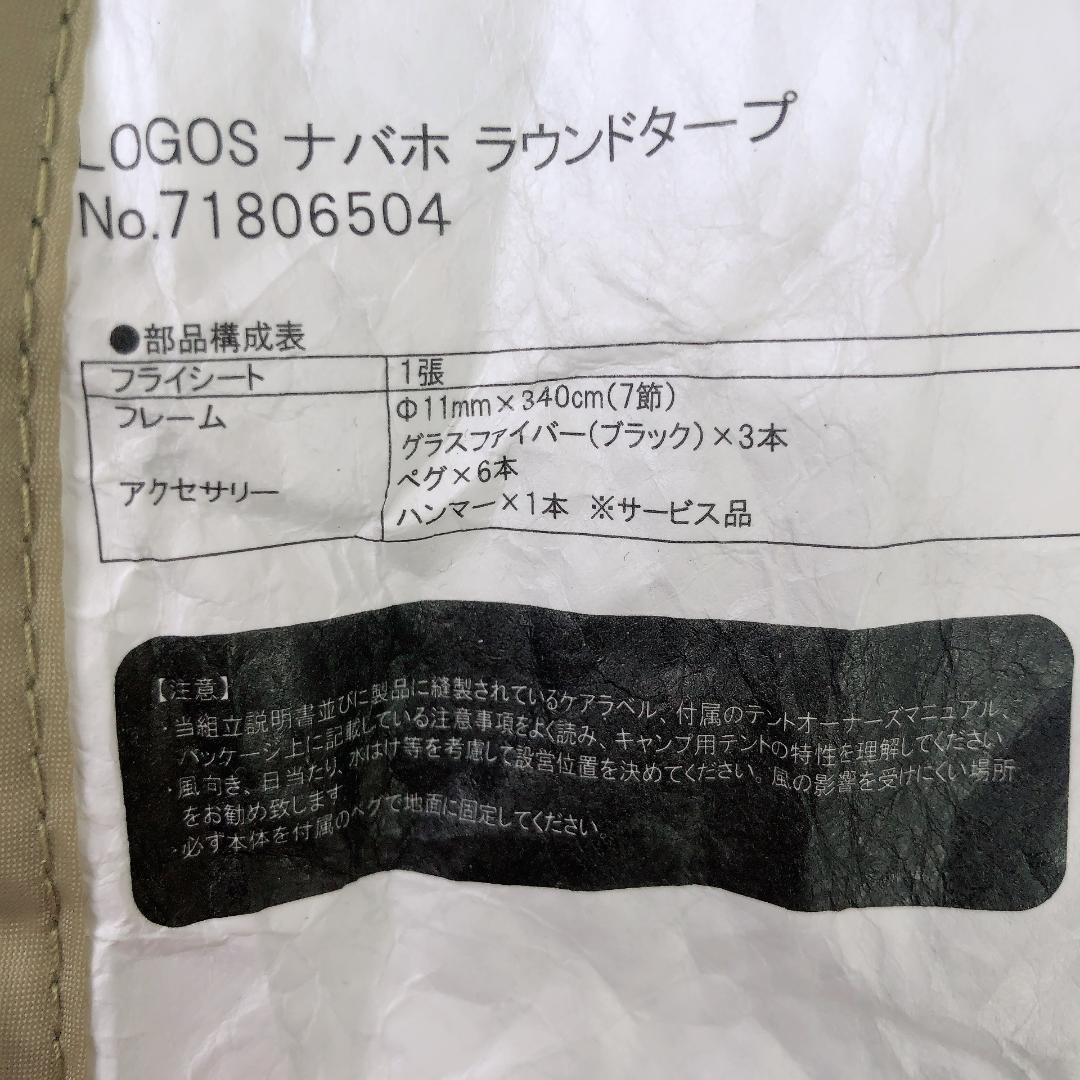 LOGOS ナバホ ラウンドタープ
No.71806504
●部品構成表
フライシート 1張
フレーム Φ11mm×340cm(7節)
グラスファイバー(ブラック)×3本
アクセサリー ペグ×6本
ハンマー×1本 ※サービス品
【注意】
・当組立説明書並びに製品に縫製されているケアラベル、付属のテントオーナーズマニュアル、
パッケージ上に記載している注意事項をよく読み、キャンプ用テントの特性を理解してください
・風向き、日当たり、水はけ等を考慮して設営位置を決めてください。風の影響を受けにくい場所
をお勧め致します
・必ず本体を付属のペグで地面に固定してください。